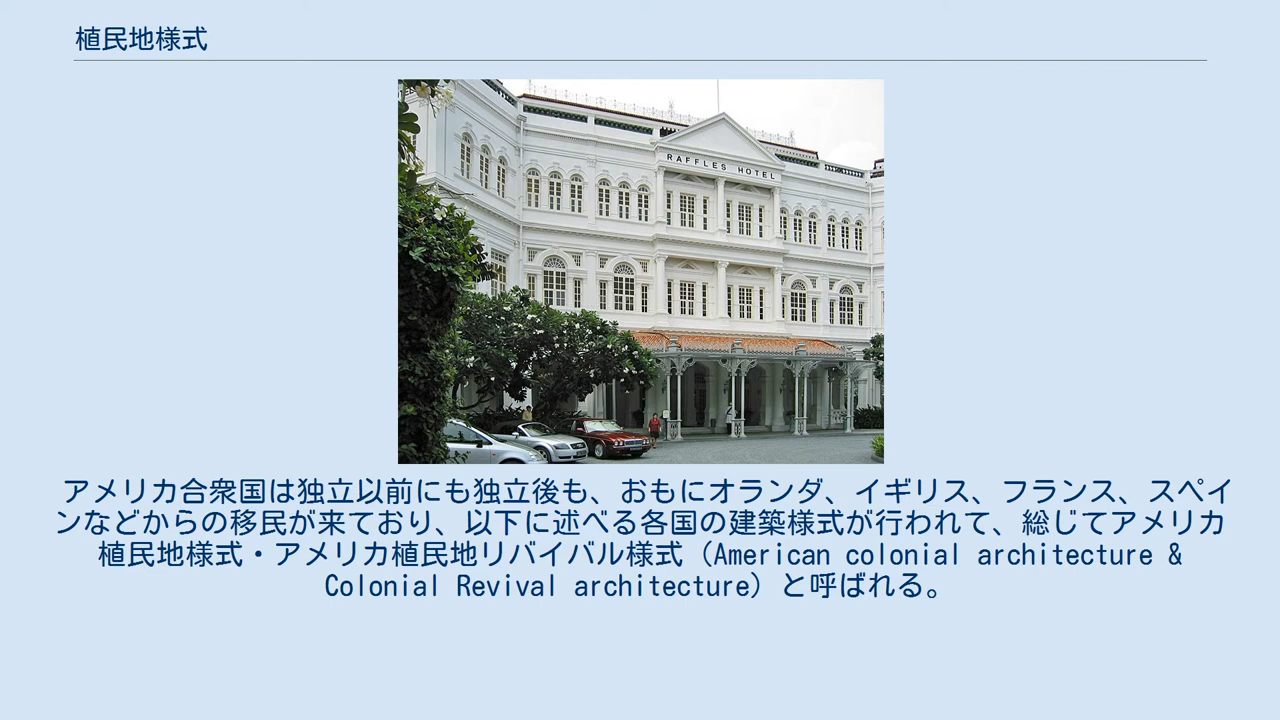 植民地様式
RAFFLES HOTEL
アメリカ合衆国は独立以前にも独立後も、おもにオランダ、イギリス、フランス、スペイ
ンなどからの移民が来ており、以下に述べる各国の建築様式が行われて、総じてアメリカ
植民地様式・アメリカ植民地リバイバル様式（American colonial architecture &
Colonial Revival architecture）と呼ばれる。